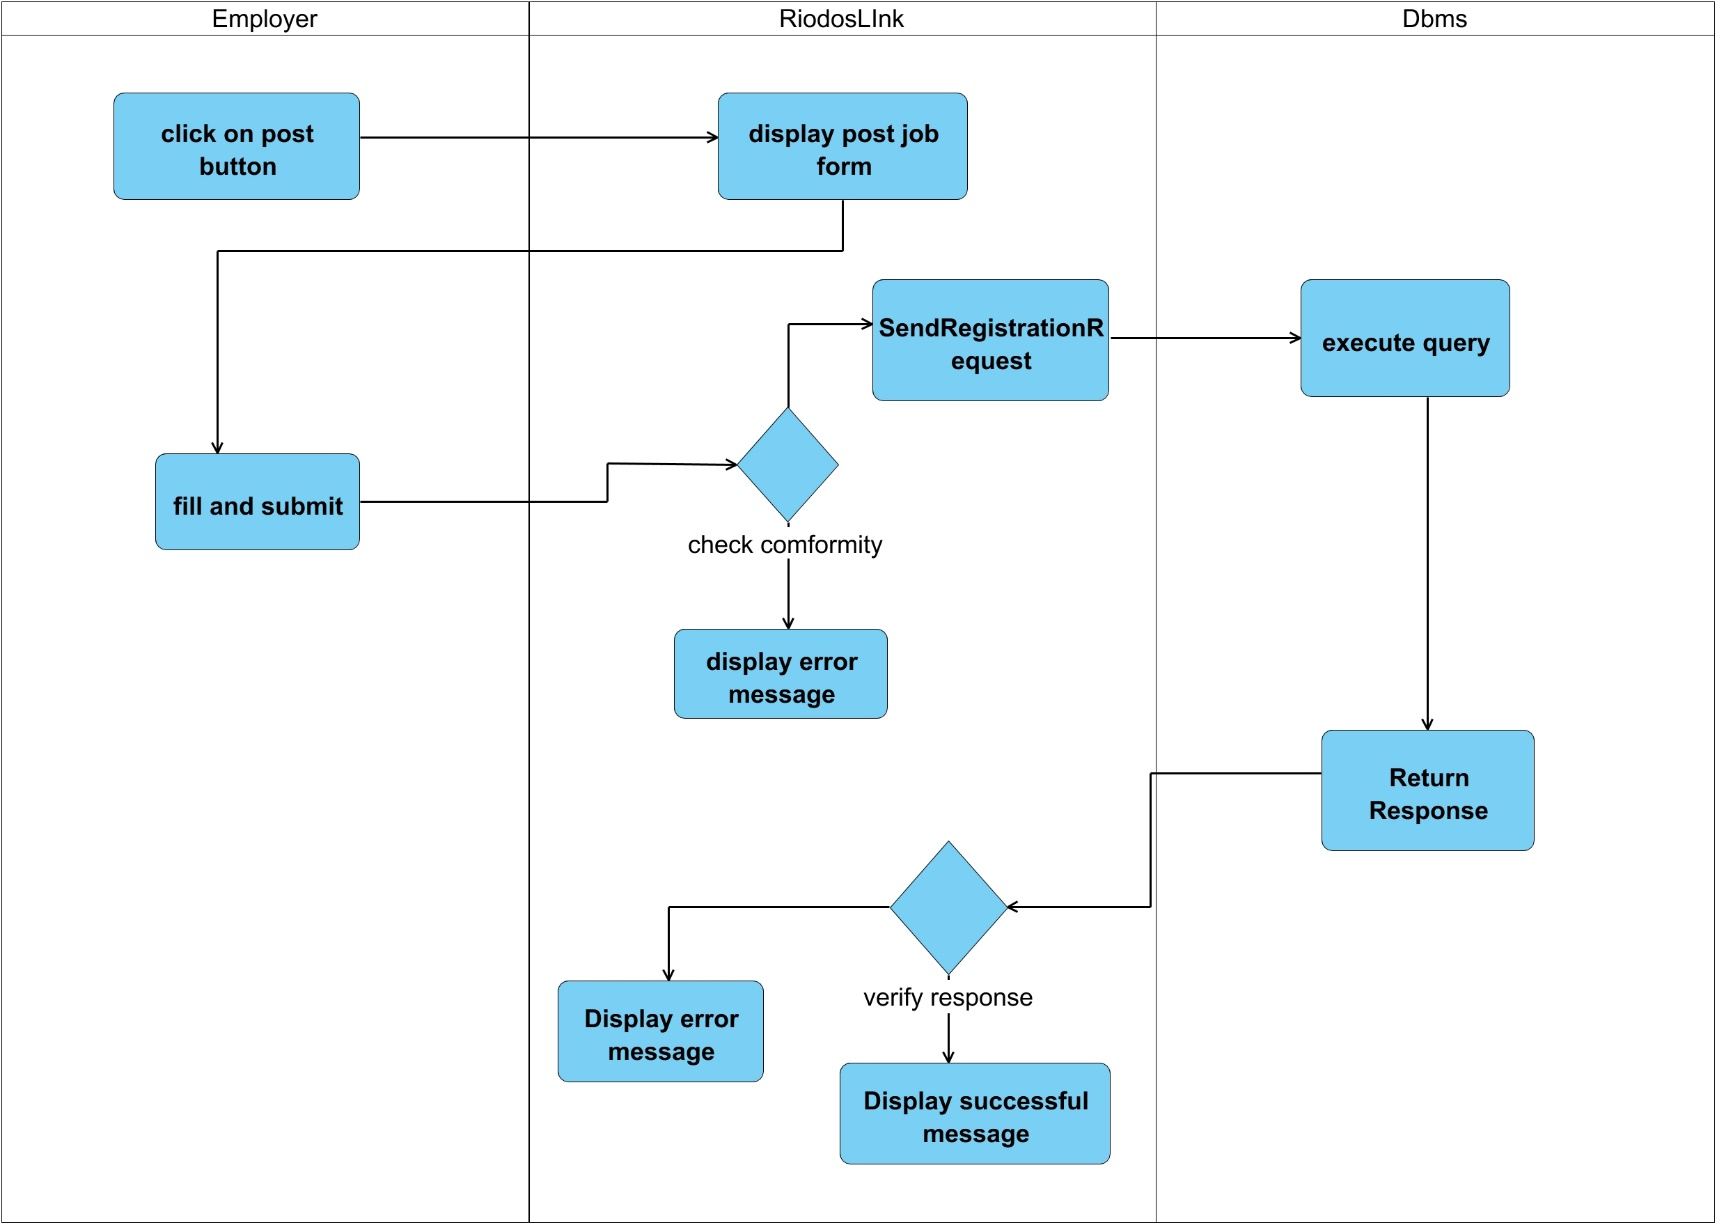 Employer
RiodosLInk
Dbms
click on post
button
display post job
form
SendRegistrationR
equest
execute query
fill and submit
check comformity
display error
message
Return
Response
verify response
Display error
message
Display successful
message